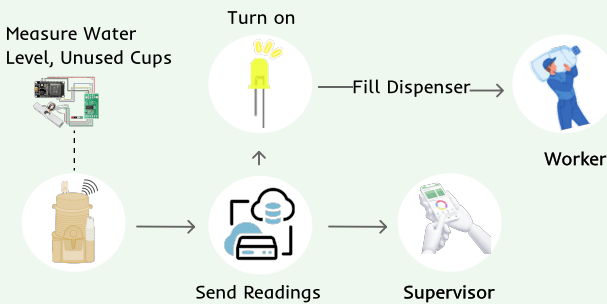 Turn on
Measure Water
Level, Unused Cups
Fill Dispenser
Worker
Send Readings
Supervisor